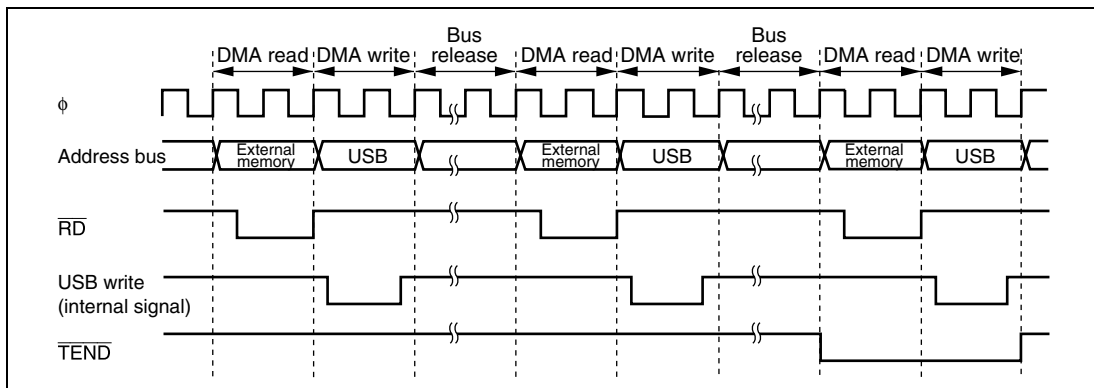 Bus release
Bus release
DMA read
DMA write
DMA read
DMA write
DMA read
DMA write
ϕ
Address bus
External memory
USB
External memory
USB
External memory
USB
RD
USB write
(internal signal)
TEND